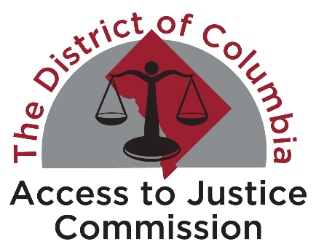 The District of Columbia
Access to Justice
Commission